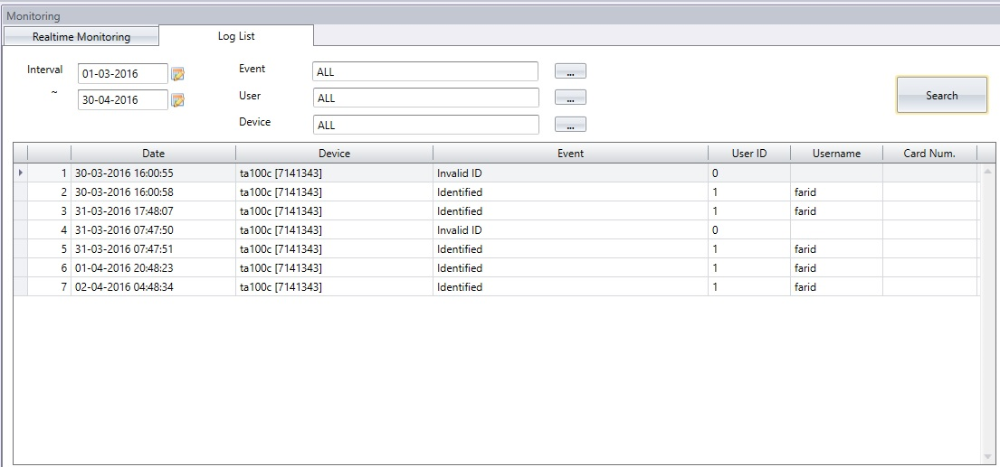 Monitoring
Realtime Monitoring Log List
Interval 01-03-2016 Event ALL ...
~ 30-04-2016 User ALL ... Search
Device ALL ...
Date Device Event User ID Username Card Num.
1 30-03-2016 16:00:55 ta100c [7141343] Invalid ID 0
2 30-03-2016 16:00:58 ta100c [7141343] Identified 1 farid
3 31-03-2016 17:48:07 ta100c [7141343] Identified 1 farid
4 31-03-2016 07:47:50 ta100c [7141343] Invalid ID 0
5 31-03-2016 07:47:51 ta100c [7141343] Identified 1 farid
6 01-04-2016 20:48:23 ta100c [7141343] Identified 1 farid
7 02-04-2016 04:48:34 ta100c [7141343] Identified 1 farid